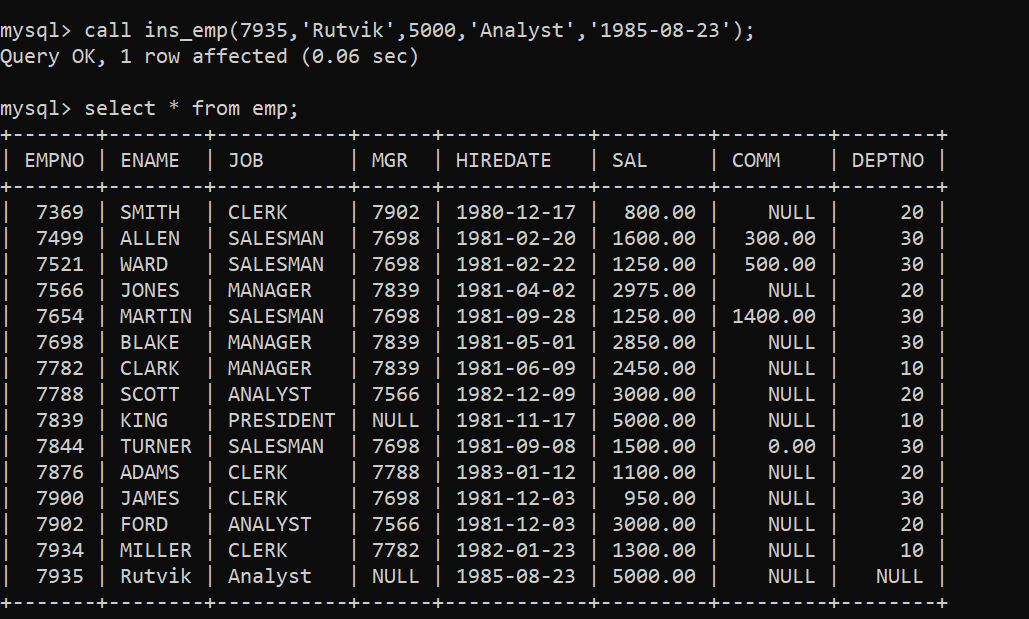 mysql> call ins_emp(7935,'Rutvik',5000,'Analyst','1985-08-23');
Query OK, 1 row affected (0.06 sec)
mysql> select * from emp;
+-------+--------+-----------+------+------------+---------+---------+--------+
| EMPNO | ENAME  | JOB       | MGR  | HIREDATE   | SAL     | COMM    | DEPTNO |
+-------+--------+-----------+------+------------+---------+---------+--------+
|  7369 | SMITH  | CLERK     | 7902 | 1980-12-17 |  800.00 |    NULL |     20 |
|  7499 | ALLEN  | SALESMAN  | 7698 | 1981-02-20 | 1600.00 |  300.00 |     30 |
|  7521 | WARD   | SALESMAN  | 7698 | 1981-02-22 | 1250.00 |  500.00 |     30 |
|  7566 | JONES  | MANAGER   | 7839 | 1981-04-02 | 2975.00 |    NULL |     20 |
|  7654 | MARTIN | SALESMAN  | 7698 | 1981-09-28 | 1250.00 | 1400.00 |     30 |
|  7698 | BLAKE  | MANAGER   | 7839 | 1981-05-01 | 2850.00 |    NULL |     30 |
|  7782 | CLARK  | MANAGER   | 7839 | 1981-06-09 | 2450.00 |    NULL |     10 |
|  7788 | SCOTT  | ANALYST   | 7566 | 1982-12-09 | 3000.00 |    NULL |     20 |
|  7839 | KING   | PRESIDENT | NULL | 1981-11-17 | 5000.00 |    NULL |     10 |
|  7844 | TURNER | SALESMAN  | 7698 | 1981-09-08 | 1500.00 |    0.00 |     30 |
|  7876 | ADAMS  | CLERK     | 7788 | 1983-01-12 | 1100.00 |    NULL |     20 |
|  7900 | JAMES  | CLERK     | 7698 | 1981-12-03 |  950.00 |    NULL |     30 |
|  7902 | FORD   | ANALYST   | 7566 | 1981-12-03 | 3000.00 |    NULL |     20 |
|  7934 | MILLER | CLERK     | 7782 | 1982-01-23 | 1300.00 |    NULL |     10 |
|  7935 | Rutvik | Analyst   | NULL | 1985-08-23 | 5000.00 |    NULL |   NULL |
+-------+--------+-----------+------+------------+---------+---------+--------+